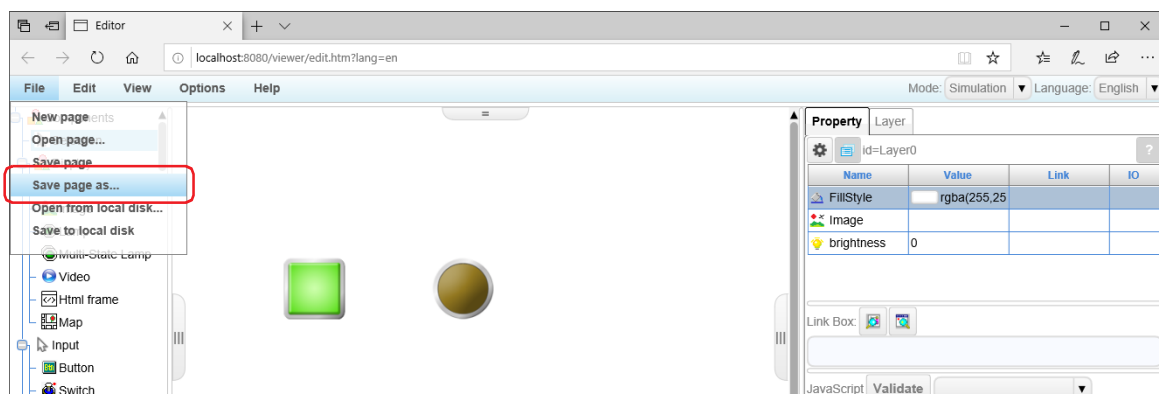 Editor
localhost:8080/viewer/edit.htm?lang=en
File Edit View Options Help
Mode: Simulation Language: English
New page
Open page...
Save page
Save page as...
Open from local disk...
Save to local disk
Multi-State Lamp
Video
Html frame
Map
Input
Button
Switch
Property Layer
id=Layer0
?
Name Value Link IO
FillStyle rgba(255,25
Image
brightness 0
Link Box:
JavaScript Validate